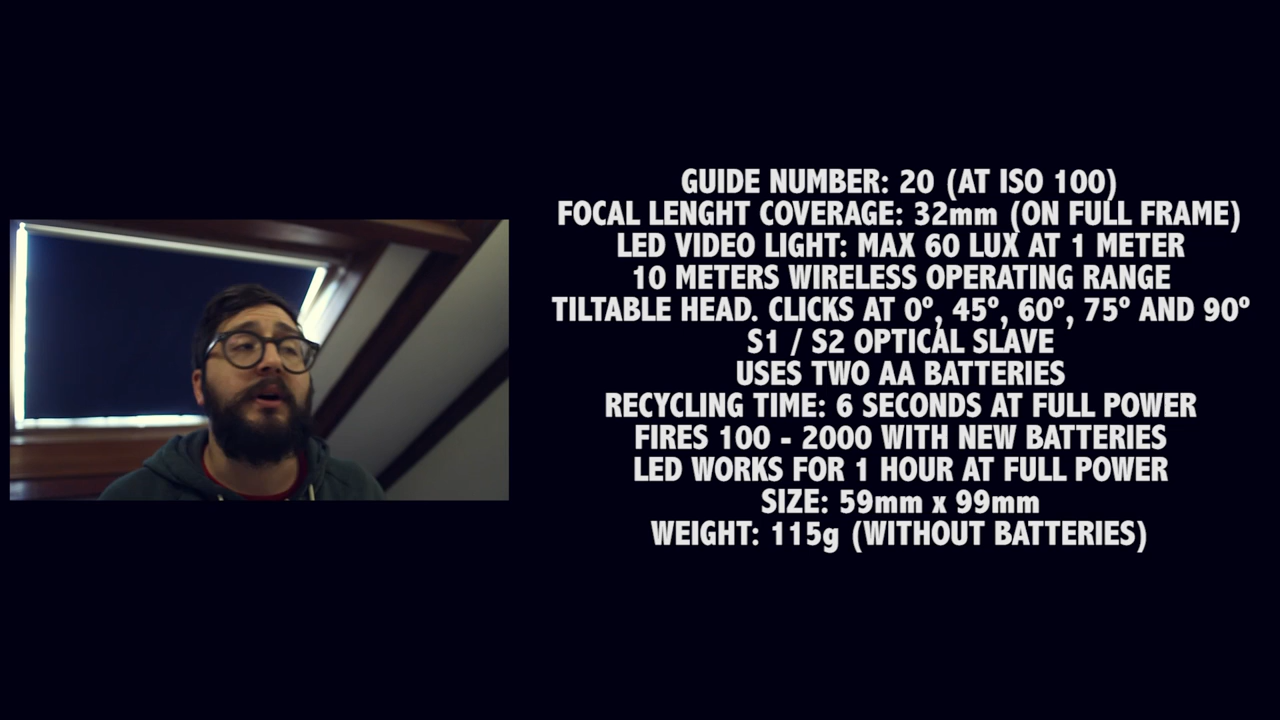 GUIDE NUMBER: 20 (AT ISO 100)
FOCAL LENGHT COVERAGE: 32mm (ON FULL FRAME)
LED VIDEO LIGHT: MAX 60 LUX AT 1 METER
10 METERS WIRELESS OPERATING RANGE
TILTABLE HEAD. CLICKS AT 0º, 45º, 60º, 75º AND 90º
S1 / S2 OPTICAL SLAVE
USES TWO AA BATTERIES
RECYCLING TIME: 6 SECONDS AT FULL POWER
FIRES 100 - 2000 WITH NEW BATTERIES
LED WORKS FOR 1 HOUR AT FULL POWER
SIZE: 59mm x 99mm
WEIGHT: 115g (WITHOUT BATTERIES)